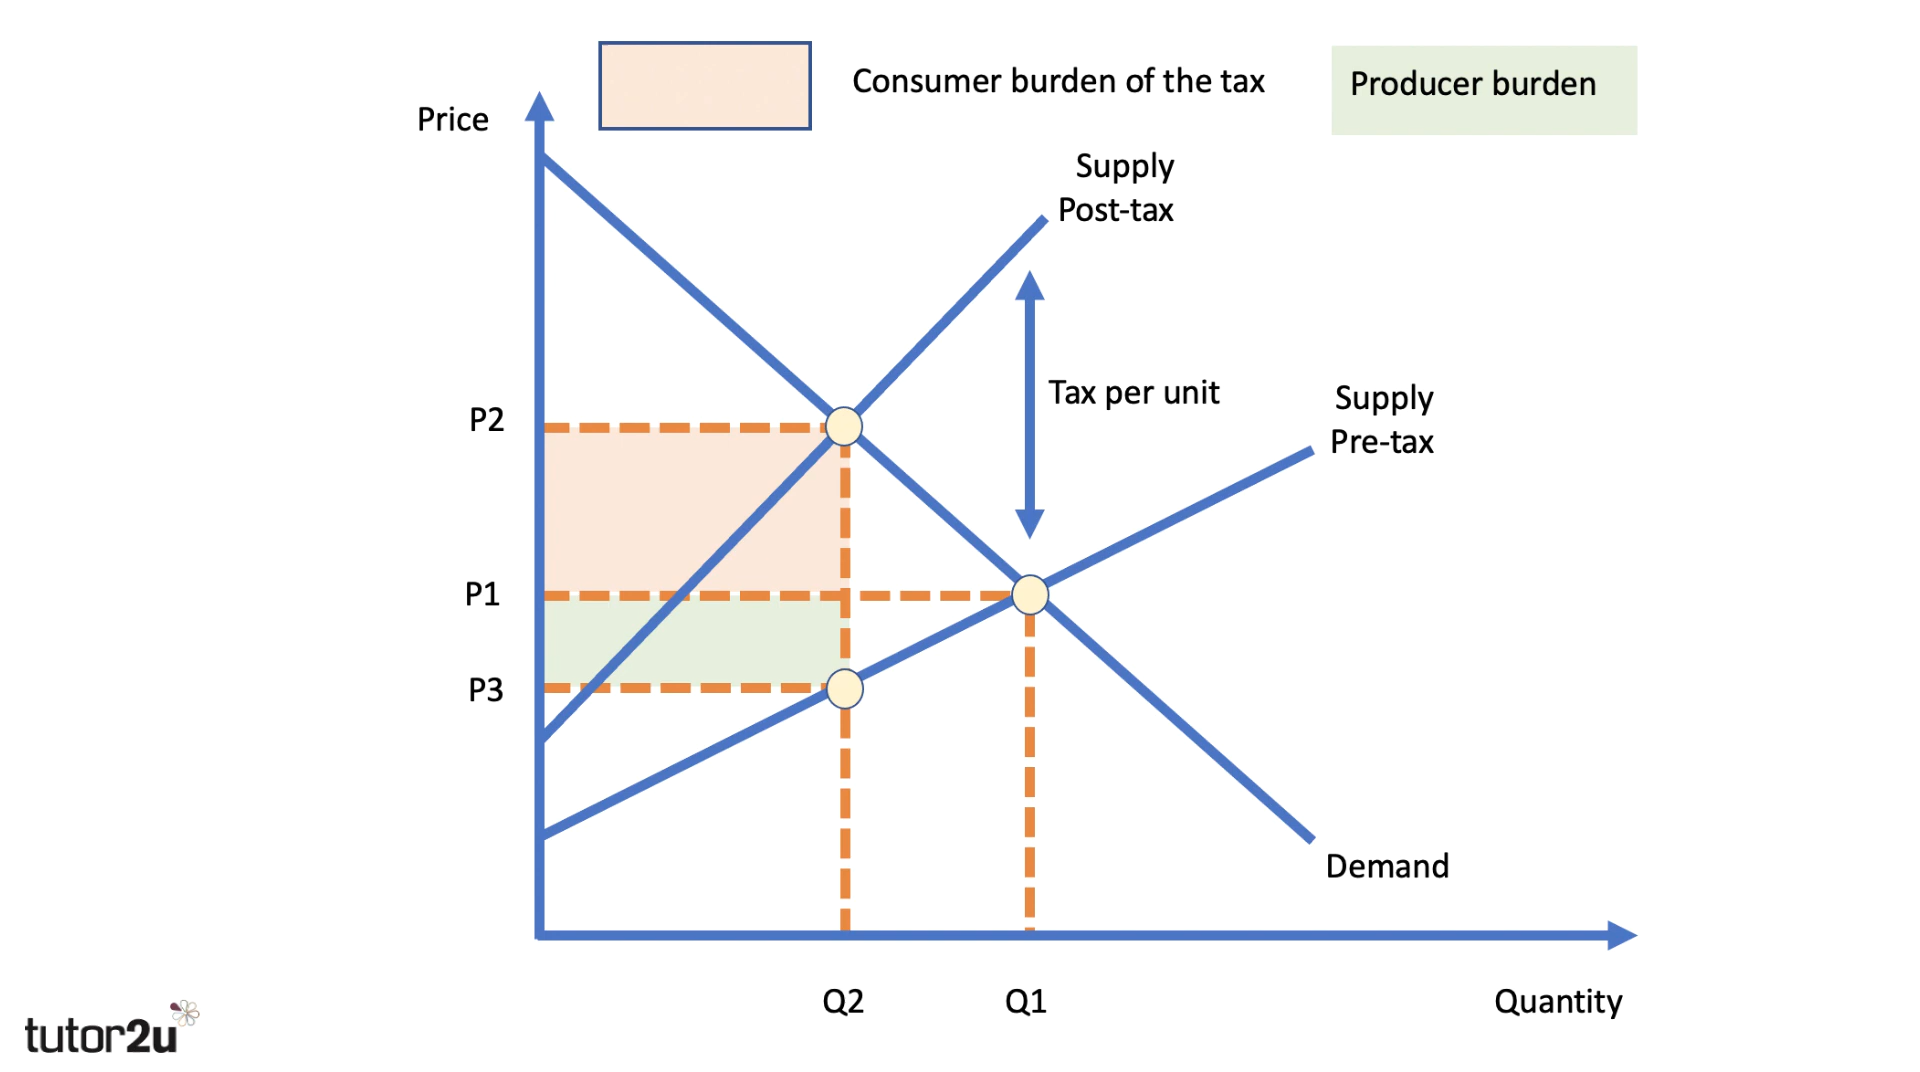 Consumer burden of the tax
Producer burden
Price
Supply
Post-tax
Tax per unit
Supply
Pre-tax
P2
P1
P3
Demand
Q2
Q1
Quantity
tutor2u